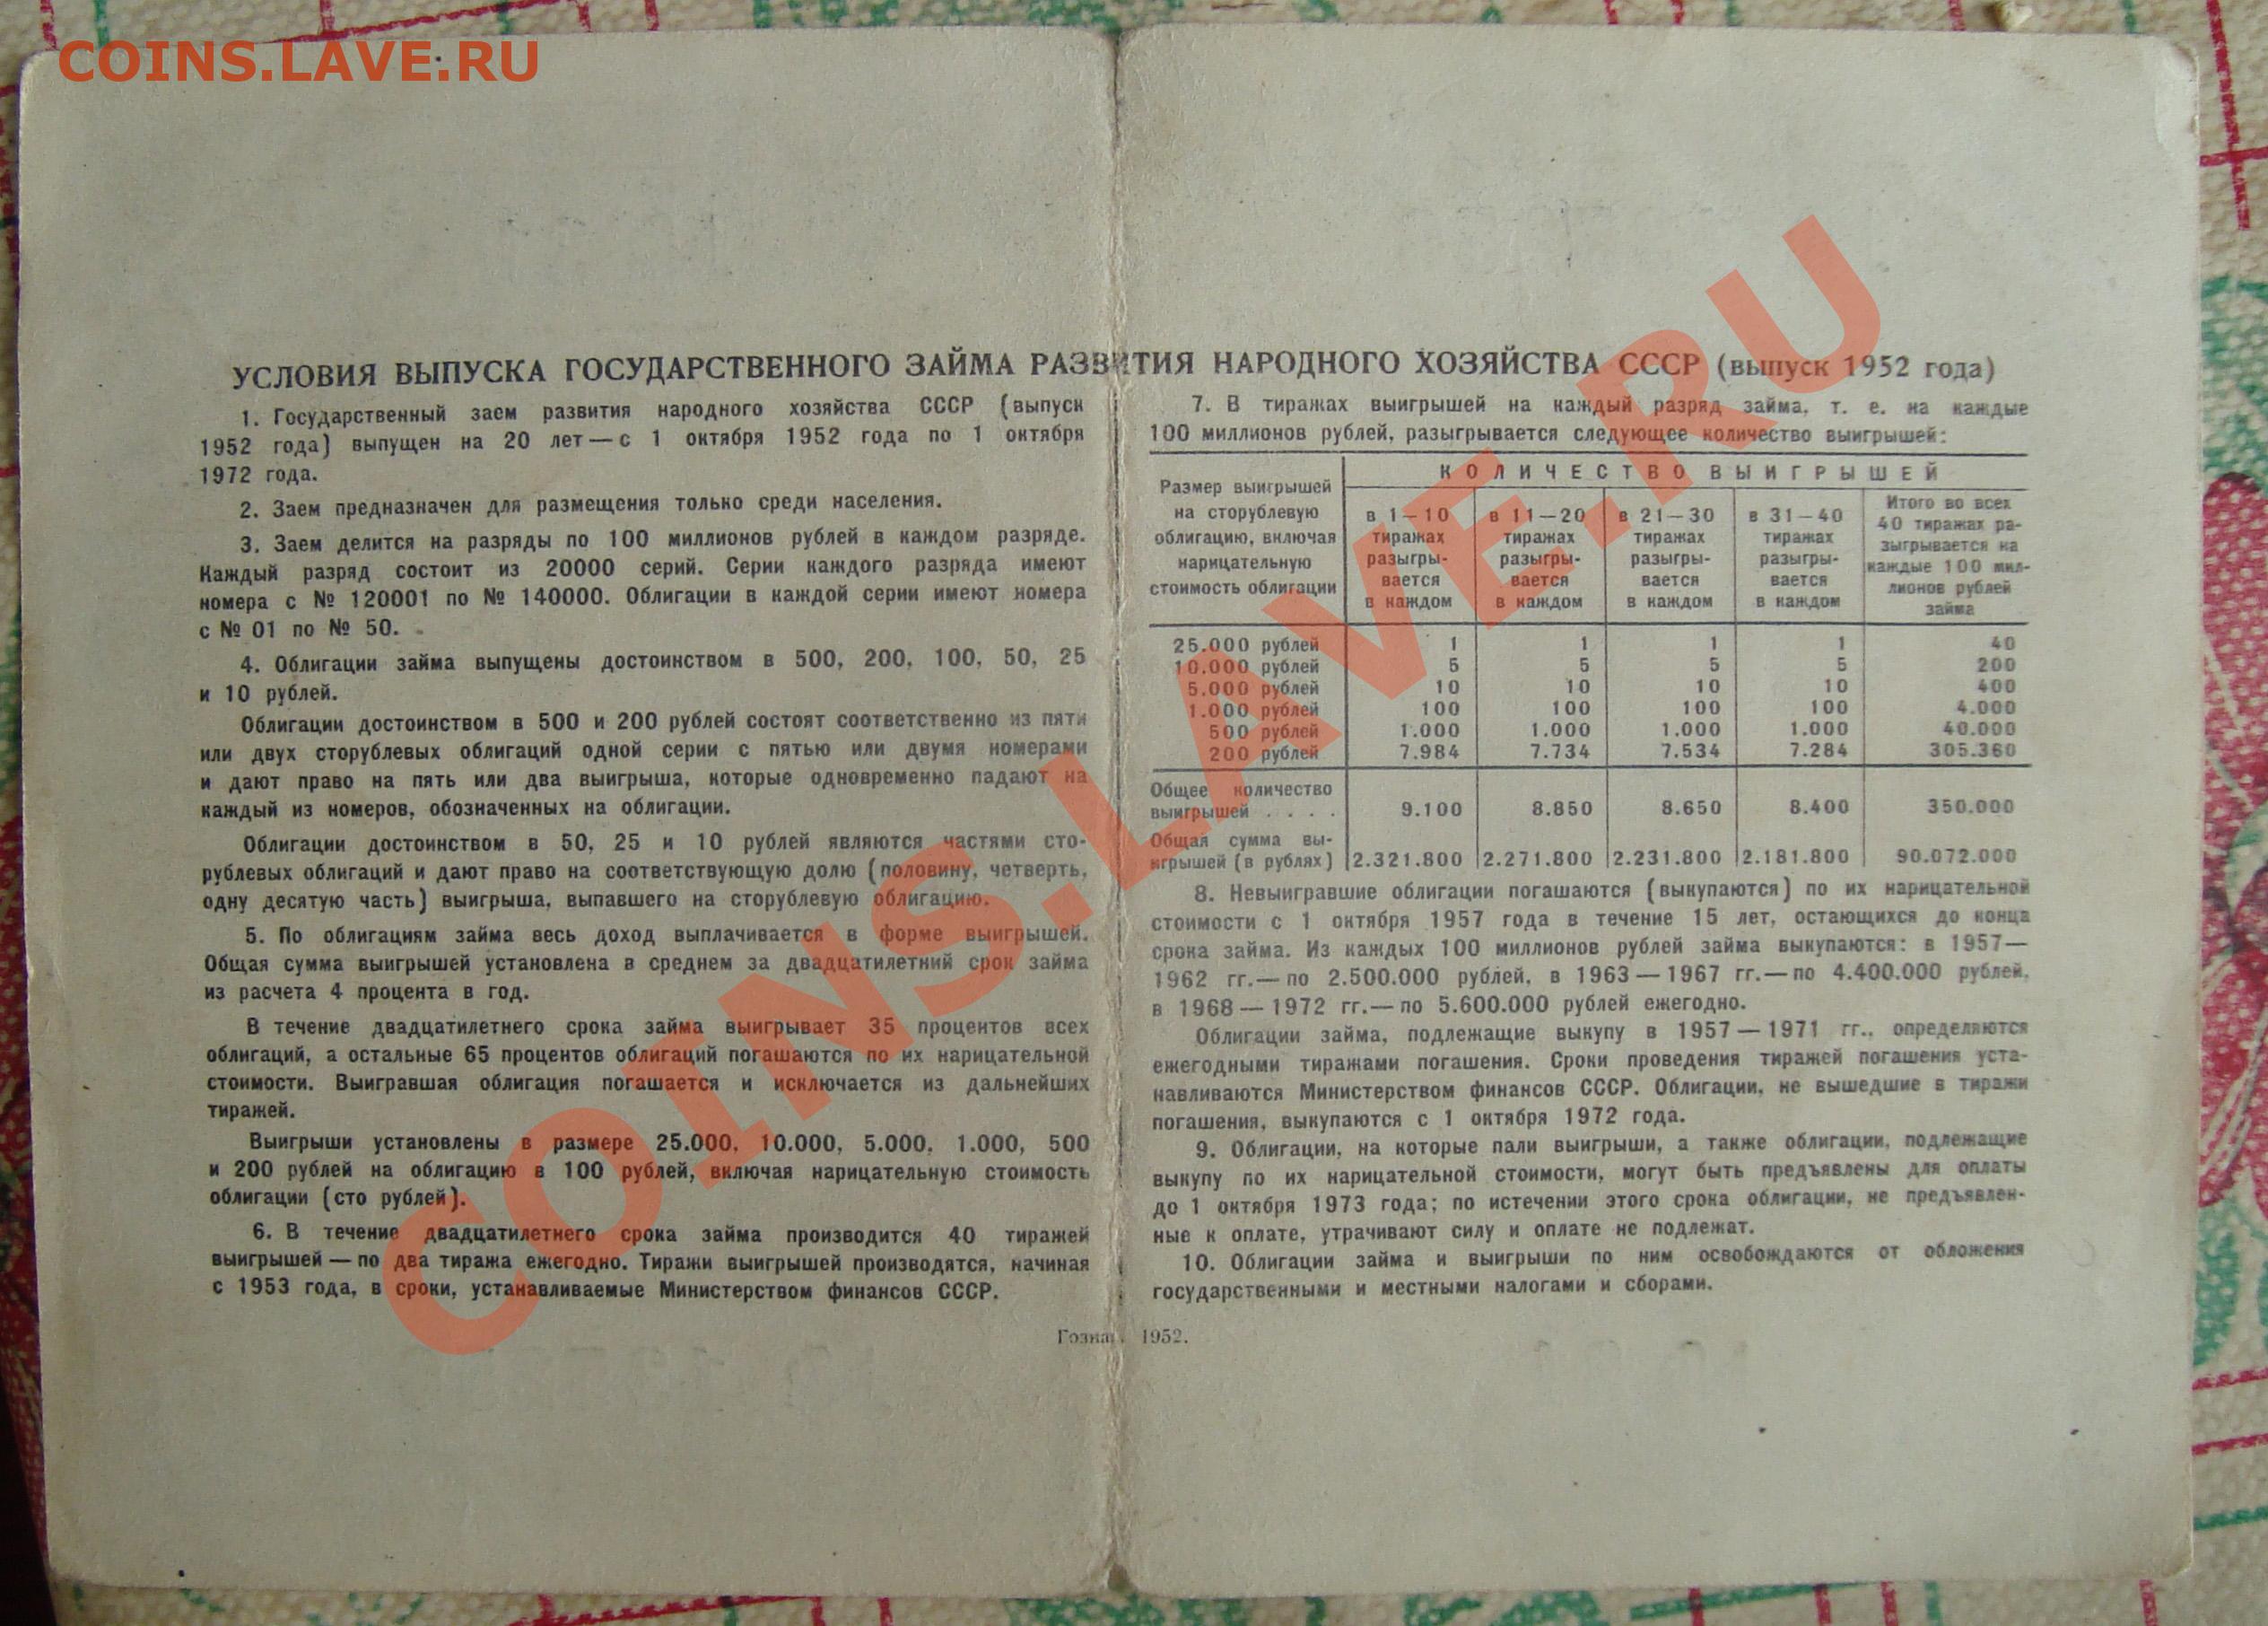 COINS.LAVE.RU
УСЛОВИЯ ВЫПУСКА ГОСУДАРСТВЕННОГО ЗАЙМА РАЗВИТИЯ НАРОДНОГО ХОЗЯЙСТВА СССР (выпуск 1952 года)
1. Государственный заем развития народного хозяйства СССР (выпуск
1952 года) выпущен на 20 лет — с 1 октября 1952 года по 1 октября
1972 года.
2. Заем предназначен для размещения только среди населения.
3. Заем делится на разряды по 100 миллионов рублей в каждом разряде.
Каждый разряд состоит из 20000 серий. Серии каждого разряда имеют
номера с № 120001 по № 140000. Облигации в каждой серии имеют номера
с № 01 по № 50.
4. Облигации займа выпущены достоинством в 500, 200, 100, 50, 25
и 10 рублей.
Облигации достоинством в 500 и 200 рублей состоят соответственно из пяти
или двух сторублевых облигаций одной серии с пятью или двумя номерами
и дают право на пять или два выигрыша, которые одновременно падают на
каждый из номеров, обозначенных на облигации.
Облигации достоинством в 50, 25 и 10 рублей являются частями сто-
рублевых облигаций и дают право на соответствующую долю (половину, четверть,
одну десятую часть) выигрыша, выпавшего на сторублевую облигацию.
5. По облигациям займа весь доход выплачивается в форме выигрышей.
Общая сумма выигрышей установлена в среднем за двадцатилетний срок займа
из расчета 4 процента в год.
В течение двадцатилетнего срока займа выигрывает 35 процентов всех
облигаций, а остальные 65 процентов облигаций погашаются по их нарицательной
стоимости. Выигравшая облигация погашается и исключается из дальнейших
тиражей.
Выигрыши установлены в размере 25.000, 10.000, 5.000, 1.000, 500
и 200 рублей на облигацию в 100 рублей, включая нарицательную стоимость
облигации (сто рублей).
6. В течение двадцатилетнего срока займа производится 40 тиражей
выигрышей — по два тиража ежегодно. Тиражи выигрышей производятся, начиная
с 1953 года, в сроки, устанавливаемые Министерством финансов СССР.
7. В тиражах выигрышей на каждый разряд займа, т. е. на каждые
100 миллионов рублей, разыгрывается следующее количество выигрышей:
Размер выигрышей
на сторублевую
облигацию, включая
нарицательную
стоимость облигации
КОЛИЧЕСТВО ВЫИГРЫШЕЙ
в 1—10
тиражах
разыгры-
вается
в каждом
в 11—20
тиражах
разыгры-
вается
в каждом
в 21—30
тиражах
разыгры-
вается
в каждом
в 31—40
тиражах
разыгры-
вается
в каждом
Итого во всех
40 тиражах ра-
зыгрывается на
каждые 100 мил-
лионов рублей
займа
25.000 рублей 1 1 1 1 40
10.000 рублей 5 5 5 5 200
5.000 рублей 10 10 10 10 400
1.000 рублей 100 100 100 100 4.000
500 рублей 1.000 1.000 1.000 1.000 40.000
200 рублей 7.984 7.734 7.534 7.284 305.360
Общее количество
выигрышей . . . . 9.100 8.850 8.650 8.400 350.000
Общая сумма вы-
игрышей (в рублях) 2.321.800 2.271.800 2.231.800 2.181.800 90.072.000
8. Невыигравшие облигации погашаются (выкупаются) по их нарицательной
стоимости с 1 октября 1957 года в течение 15 лет, остающихся до конца
срока займа. Из каждых 100 миллионов рублей займа выкупаются: в 1957—
1962 гг.— по 2.500.000 рублей, в 1963 — 1967 гг.— по 4.400.000 рублей,
в 1968 — 1972 гг.— по 5.600.000 рублей ежегодно.
Облигации займа, подлежащие выкупу в 1957 — 1971 гг., определяются
ежегодными тиражами погашения. Сроки проведения тиражей погашения уста-
навливаются Министерством финансов СССР. Облигации, не вышедшие в тиражи
погашения, выкупаются с 1 октября 1972 года.
9. Облигации, на которые пали выигрыши, а также облигации, подлежащие
выкупу по их нарицательной стоимости, могут быть предъявлены для оплаты
до 1 октября 1973 года; по истечении этого срока облигации, не предъявлен-
ные к оплате, утрачивают силу и оплате не подлежат.
10. Облигации займа и выигрыши по ним освобождаются от обложения
государственными и местными налогами и сборами.
Гознак. 1952.
COINS.LAVE.RU